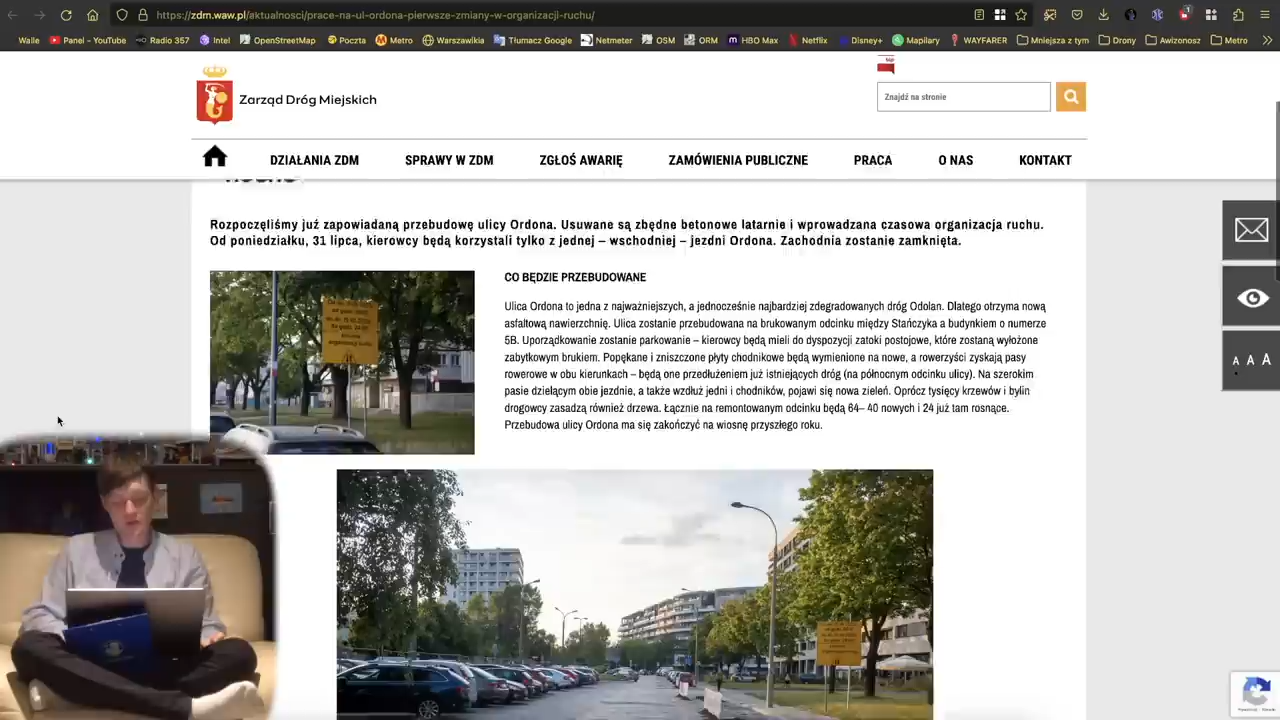 https://zdm.waw.pl/aktualnosci/prace-na-ul-ordona-pierwsze-zmiany-w-organizacji-ruchu/
Walle Panel – YouTube Radio 357 Intel OpenStreetMap Pomoc Metro Warszawikia Tłumacz Google Netmeter OSM ORM HBO Max Netflix Disney+ Mapilary WAYFARER Mniejsza z tym Drony Awizonosz Metro
bip
Zarząd Dróg Miejskich
Znajdź na stronie
DZIAŁANIA ZDM SPRAWY W ZDM ZGŁOŚ AWARIĘ ZAMÓWIENIA PUBLICZNE PRACA O NAS KONTAKT
Rozpoczęliśmy już zapowiadaną przebudowę ulicy Ordona. Usuwane są zbędne betonowe latarnie i wprowadzana czasowa organizacja ruchu.
Od poniedziałku, 31 lipca, kierowcy będą korzystali tylko z jednej – wschodniej – jezdni Ordona. Zachodnia zostanie zamknięta.
CO BĘDZIE PRZEBUDOWANE
Ulica Ordona to jedna z najważniejszych, a jednocześnie najbardziej zdegradowanych dróg Odolan. Dlatego otrzyma nową
asfaltową nawierzchnię. Ulica zostanie przebudowana na brukowanym odcinku między Stańczyka a budynkiem o numerze
5B. Uporządkowanie zostanie parkowanie – kierowcy będą mieli do dyspozycji zatoki postojowe, które zostaną wyłożone
zabytkowym brukiem. Popękane i zniszczone płyty chodnikowe będą wymienione na nowe, a rowerzyści zyskają pasy
rowerowe w obu kierunkach – będą one przedłużeniem już istniejących dróg (na północnym odcinku ulicy). Na szerokim
pasie dzielącym obie jezdnie, a także wzdłuż jedni i chodników, pojawi się nowa zieleń. Oprócz tysięcy krzewów i bylin
drogowcy zasadzą również drzewa. Łącznie na remontowanym odcinku będą 64– 40 nowych i 24 już tam rosnące.
Przebudowa ulicy Ordona ma się zakończyć na wiosnę przyszłego roku.
A A A